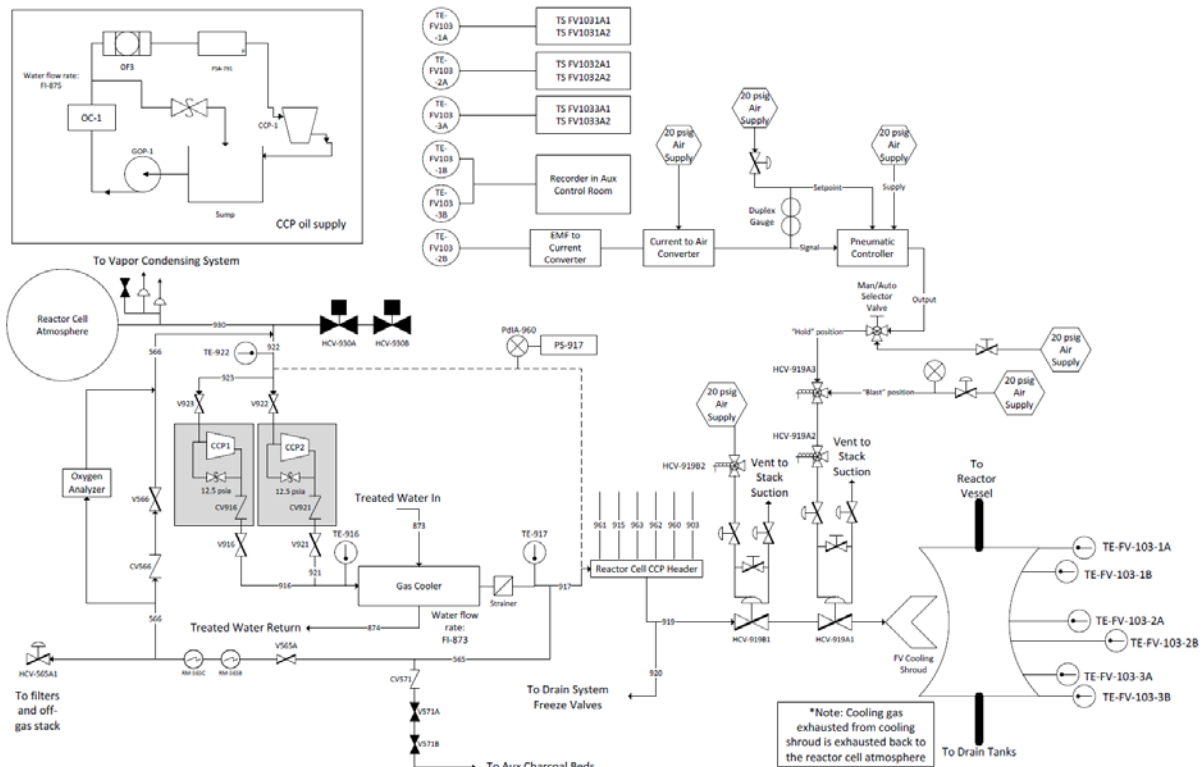 OF3
PSA-791
Water flow rate:
FI-875
OC-1
CCP-1
GOP-1
Sump
CCP oil supply
TE-
FV103
-1A
TS FV1031A1
TS FV1031A2
TE-
FV103
-2A
TS FV1032A1
TS FV1032A2
TE-
FV103
-3A
TS FV1033A1
TS FV1033A2
TE-
FV103
-1B
TE-
FV103
-3B
Recorder in Aux
Control Room
TE-
FV103
-2B
EMF to
Current
Converter
Current to Air
Converter
20 psig
Air
Supply
20 psig
Air
Supply
20 psig
Air
Supply
Setpoint
Supply
Duplex
Gauge
Signal
Pneumatic
Controller
Output
Man/Auto
Selector
Valve
"Hold" position
20 psig
Air
Supply
HCV-919A3
"Blast" position
20 psig
Air
Supply
To Vapor Condensing System
Reactor Cell
Atmosphere
930
HCV-930A
HCV-930B
566
922
TE-922
923
PdIA-960
PS-917
V923
V922
CCP1
CCP2
12.5 psia
12.5 psia
CV916
CV921
V916
V921
921
916
Oxygen
Analyzer
V566
CV566
566
Treated Water In
873
TE-916
Gas Cooler
Strainer
TE-917
917
Water flow
rate:
FI-873
Treated Water Return
874
961
915
963
962
960
903
Reactor Cell CCP Header
20 psig
Air
Supply
HCV-919B2
Vent to
Stack
Suction
HCV-919A2
Vent to
Stack
Suction
919
HCV-919B1
HCV-919A1
920
To Drain System
Freeze Valves
To
Reactor
Vessel
FV Cooling
Shroud
TE-FV-103-1A
TE-FV-103-1B
TE-FV-103-2A
TE-FV-103-2B
TE-FV-103-3A
TE-FV-103-3B
To Drain Tanks
*Note: Cooling gas
exhausted from cooling
shroud is exhausted back to
the reactor cell atmosphere
HCV-565A1
To filters
and off-
gas stack
RM-565C
RM-565B
V565A
565
CV571
V571A
V571B
To Aux Charcoal Beds